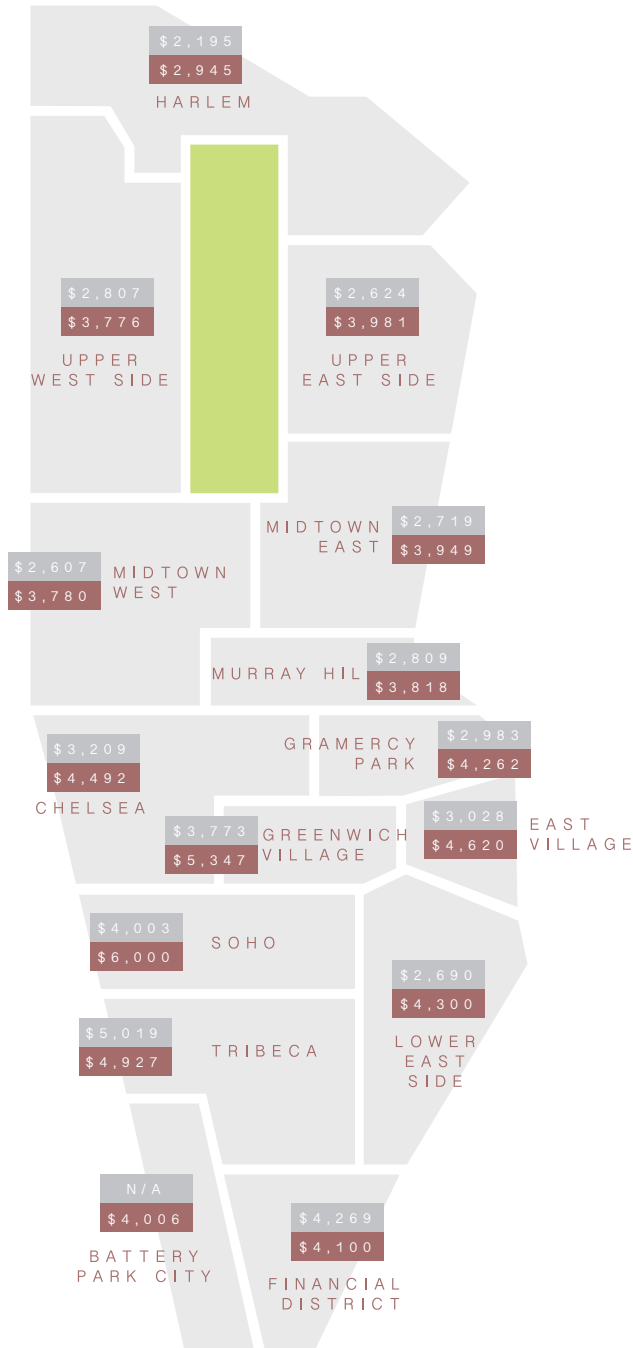 $2,195
$2,945
HARLEM
$2,807
$3,776
UPPER
WEST SIDE
$2,624
$3,981
UPPER
EAST SIDE
MIDTOWN
EAST
$2,719
$3,949
$2,607
$3,780
MIDTOWN
WEST
MURRAY HIL
$2,809
$3,818
$3,209
$4,492
CHELSEA
GRAMERCY
PARK
$2,983
$4,262
$3,773
$5,347
GREENWICH
VILLAGE
$3,028
$4,620
EAST
VILLAGE
$4,003
$6,000
SOHO
$2,690
$4,300
LOWER
EAST
SIDE
$5,019
$4,927
TRIBECA
N/A
$4,006
BATTERY
PARK CITY
$4,269
$4,100
FINANCIAL
DISTRICT